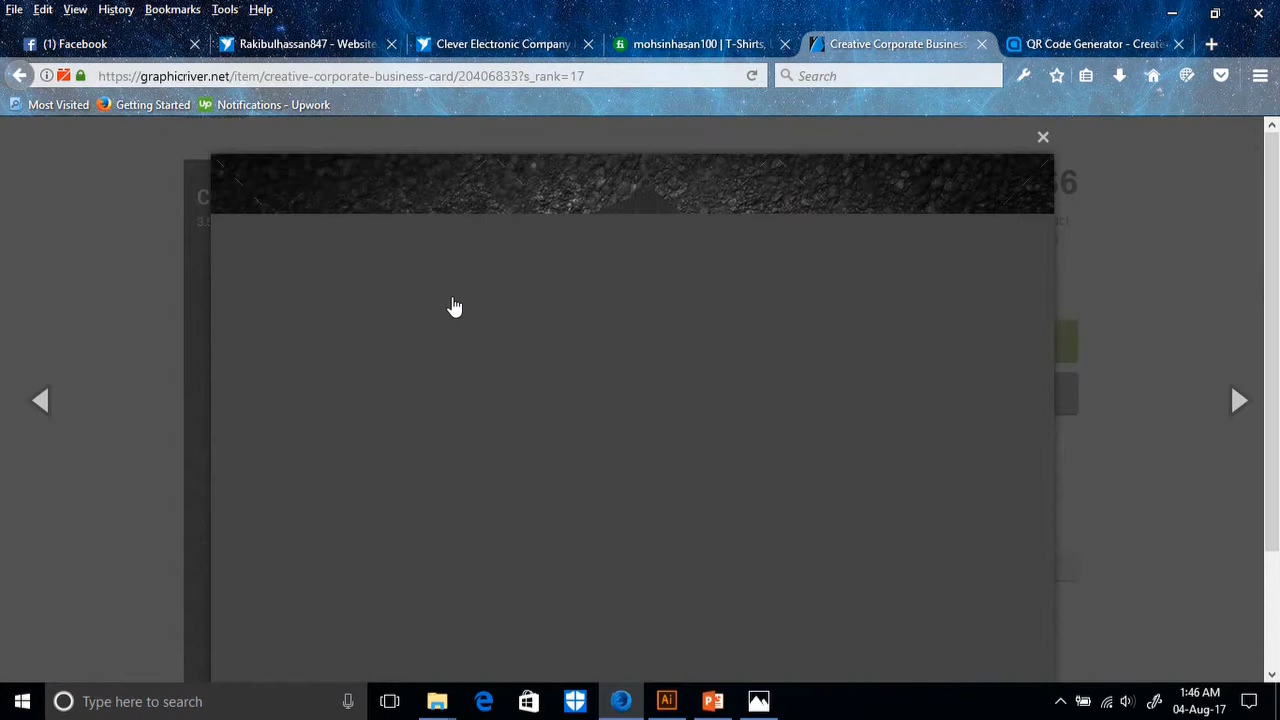 File Edit View History Bookmarks Tools Help
(1) Facebook Rakibulhassan847 - Website Clever Electronic Company mohsinhasan100 | T-Shirts, Creative Corporate Business QR Code Generator - Create
https://graphicriver.net/item/creative-corporate-business-card/20406833?s_rank=17 Search
Most Visited Getting Started Up Notifications - Upwork
Type here to search
Ai
1:46 AM
04-Aug-17